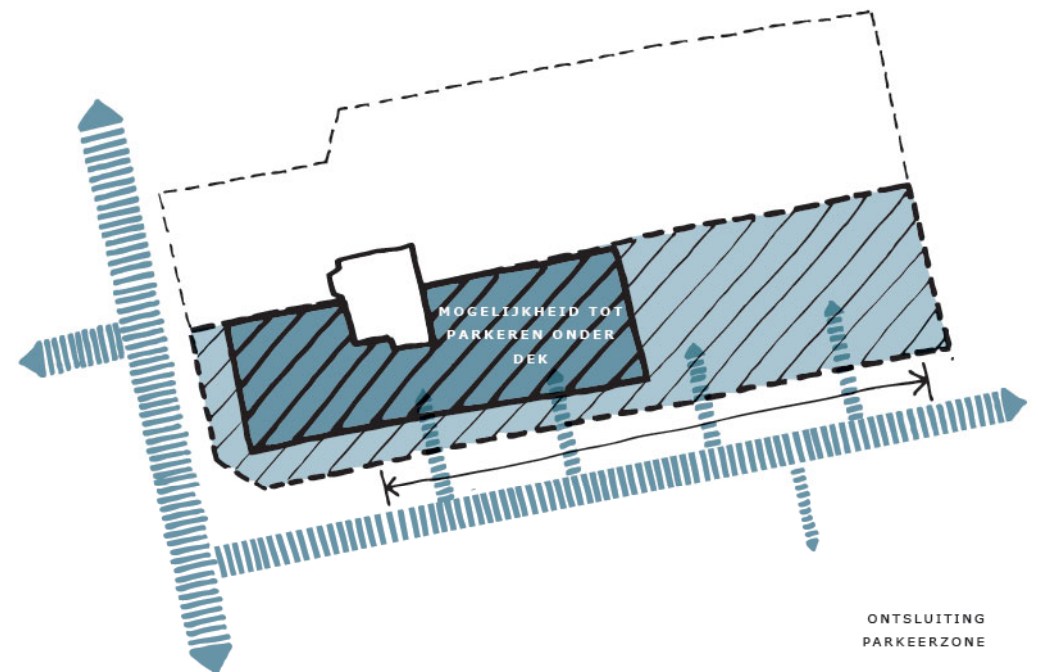 MOGELIJKHEID TOT
PARKEREN ONDER
DEK
ONTSLUITING
PARKEERZONE